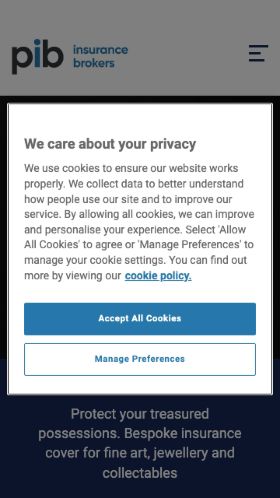 pib insurance
brokers
We care about your privacy
We use cookies to ensure our website works
properly. We collect data to better understand
how people use our site and to improve our
service. By allowing all cookies, we can improve
and personalise your experience. Select 'Allow
All Cookies' to agree or 'Manage Preferences' to
manage your cookie settings. You can find out
more by viewing our cookie policy.
Accept All Cookies
Manage Preferences
Protect your treasured
possessions. Bespoke insurance
cover for fine art, jewellery and
collectables